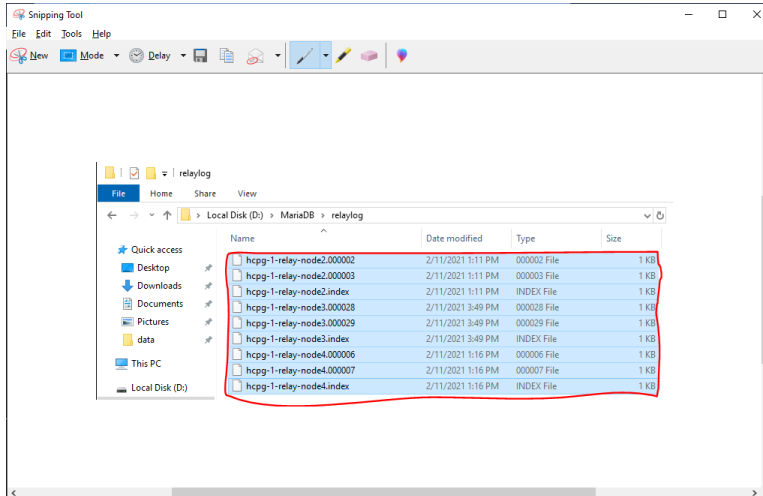 Snipping Tool
File Edit Tools Help
New Mode Delay
relaylog
File Home Share View
Local Disk (D:) > MariaDB > relaylog
Name Date modified Type Size
Quick access
Desktop
Downloads
Documents
Pictures
data
This PC
Local Disk (D:)
hcpg-1-relay-node2.000002 2/11/2021 1:11 PM 000002 File 1 KB
hcpg-1-relay-node2.000003 2/11/2021 1:11 PM 000003 File 1 KB
hcpg-1-relay-node2.index 2/11/2021 1:11 PM INDEX File 1 KB
hcpg-1-relay-node3.000028 2/11/2021 3:49 PM 000028 File 1 KB
hcpg-1-relay-node3.000029 2/11/2021 3:49 PM 000029 File 1 KB
hcpg-1-relay-node3.index 2/11/2021 3:49 PM INDEX File 1 KB
hcpg-1-relay-node4.000006 2/11/2021 1:16 PM 000006 File 1 KB
hcpg-1-relay-node4.000007 2/11/2021 1:16 PM 000007 File 1 KB
hcpg-1-relay-node4.index 2/11/2021 1:16 PM INDEX File 1 KB